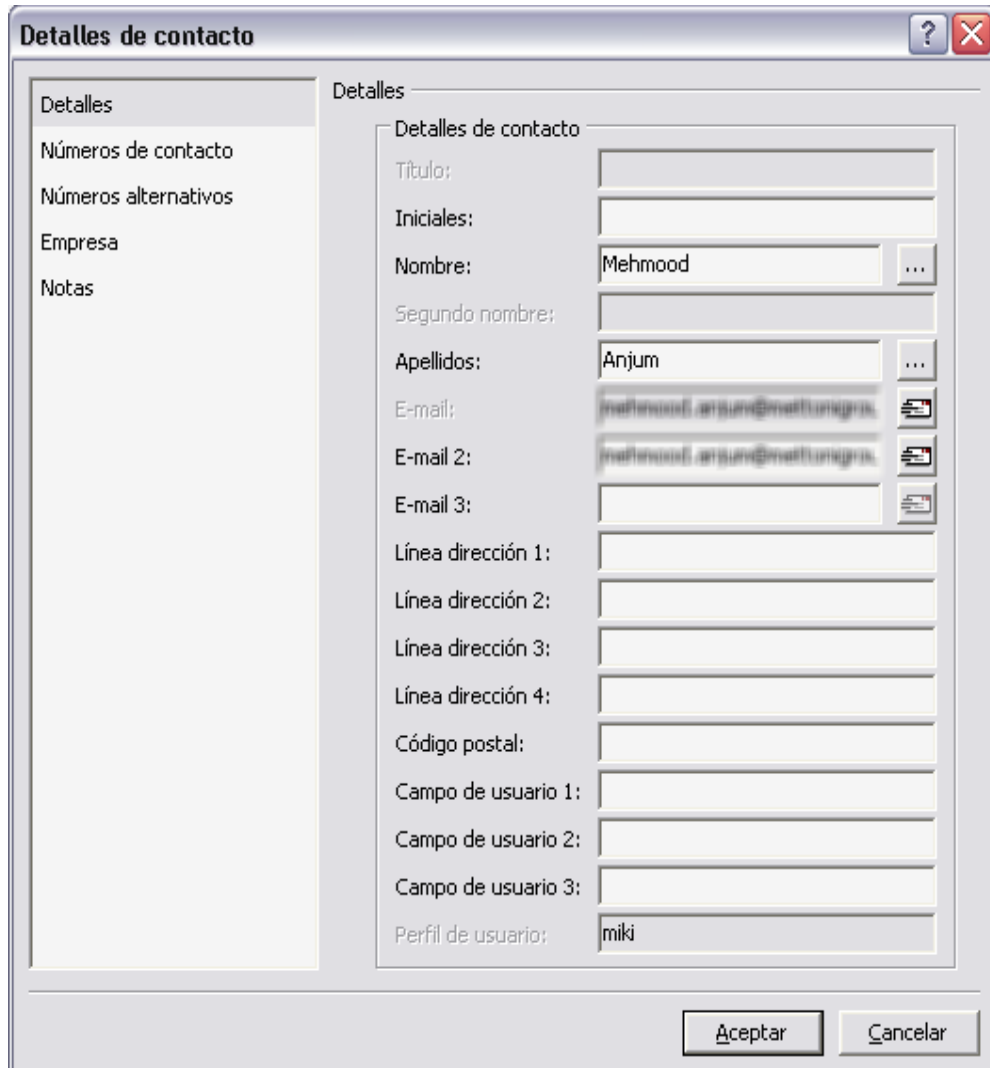 Detalles de contacto
Detalles
Números de contacto
Números alternativos
Empresa
Notas
Detalles
Detalles de contacto
Título:
Iniciales:
Nombre: Mehmood ...
Segundo nombre:
Apellidos: Anjum ...
E-mail:
E-mail 2:
E-mail 3:
Línea dirección 1:
Línea dirección 2:
Línea dirección 3:
Línea dirección 4:
Código postal:
Campo de usuario 1:
Campo de usuario 2:
Campo de usuario 3:
Perfil de usuario: miki
Aceptar Cancelar